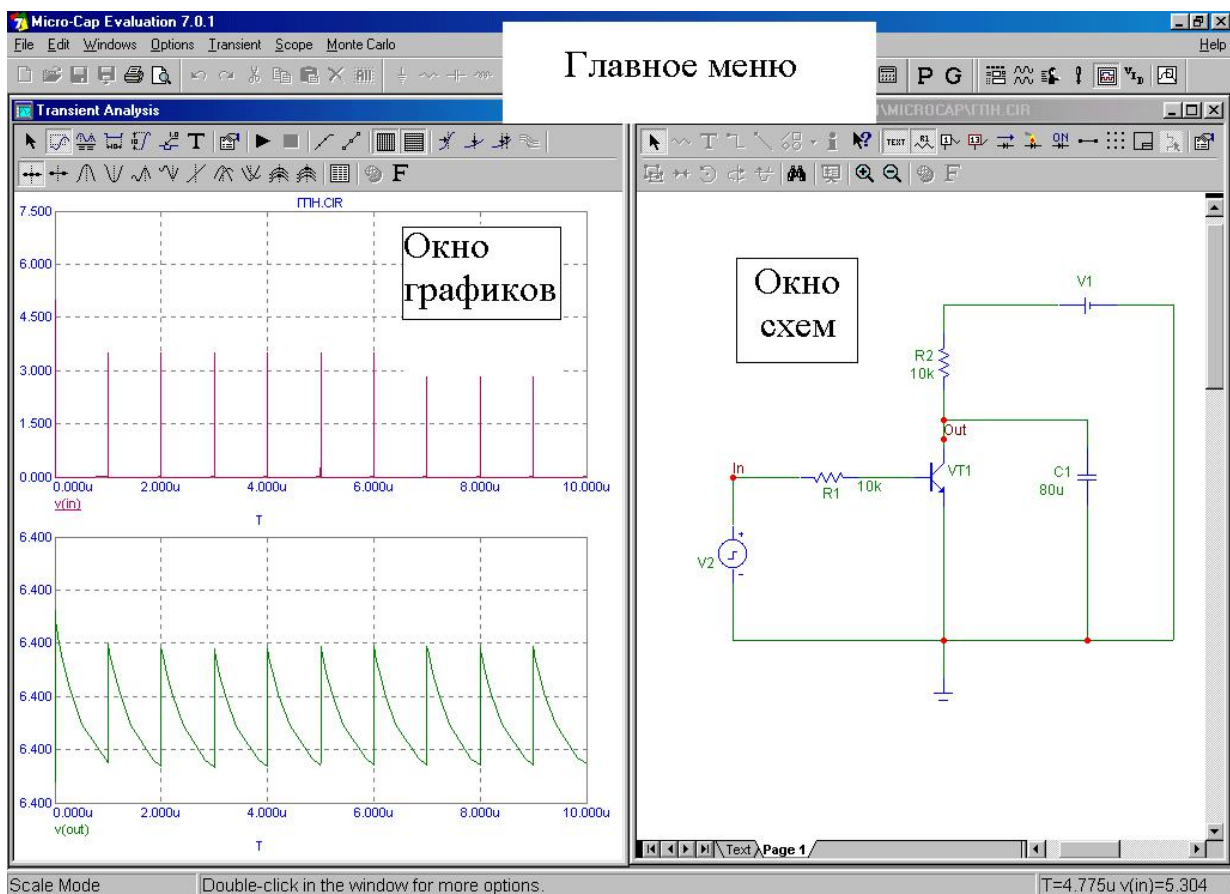 Micro-Cap Evaluation 7.0.1
File Edit Windows Options Transient Scope Monte Carlo
Help
Главное меню
P G
Transient Analysis
\MICROCAP\ГПН.CIR
T
F
TEXT
ГПН.CIR
7.500
6.000
4.500
3.000
1.500
0.000
0.000u 2.000u 4.000u 6.000u 8.000u 10.000u
v(in)
T
Окно
графиков
6.400
6.400
6.400
6.400
6.400
6.400
0.000u 2.000u 4.000u 6.000u 8.000u 10.000u
v(out)
T
Окно
схем
V1
R2
10k
Out
In
VT1
C1
80u
R1
10k
V2
Text Page 1
Scale Mode
Double-click in the window for more options.
T=4.775u v(in)=5.304